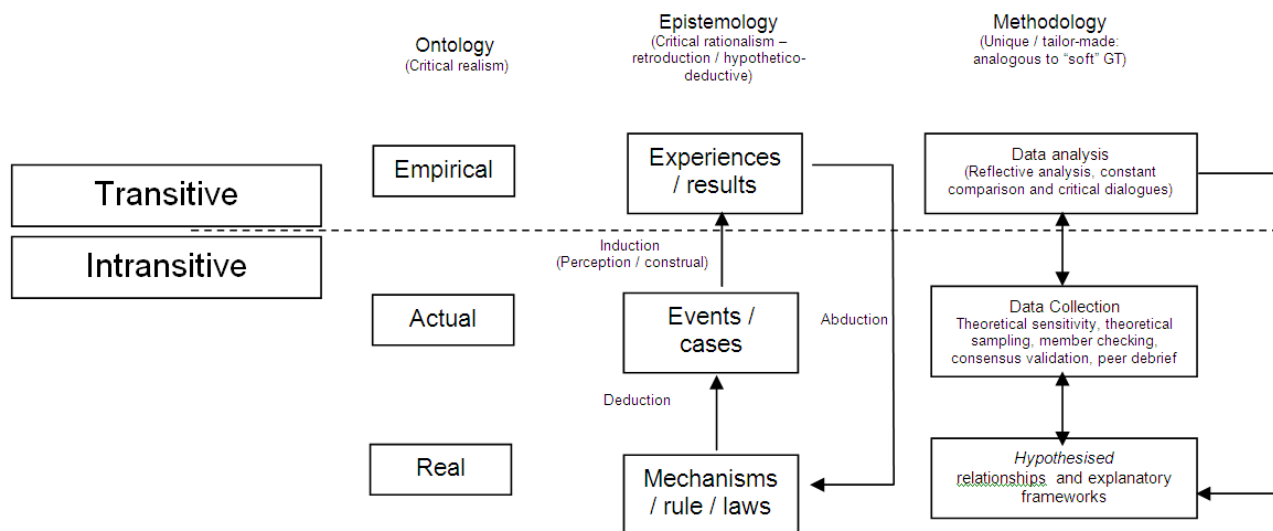 Ontology
(Critical realism)
Epistemology
(Critical rationalism –
retroduction / hypothetico-
deductive)
Methodology
(Unique / tailor-made:
analogous to "soft" GT)
Transitive
Intransitive
Empirical
Actual
Real
Experiences
/ results
Induction
(Perception / construal)
Events /
cases
Deduction
Mechanisms
/ rule / laws
Abduction
Data analysis
(Reflective analysis, constant
comparison and critical dialogues)
Data Collection
Theoretical sensitivity, theoretical
sampling, member checking,
consensus validation, peer debrief
Hypothesised
relationships and explanatory
frameworks